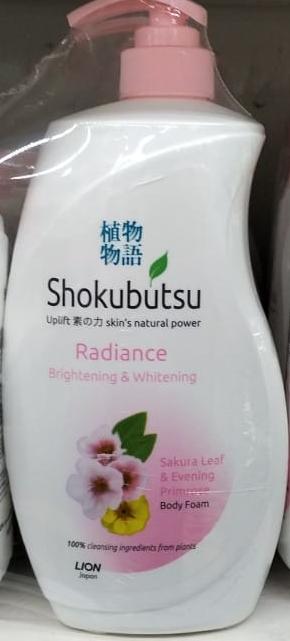 植物
物語
Shokubutsu
Uplift 素の力 skin's natural power
Radiance
Brightening & Whitening
Sakura Leaf
& Evening
Primrose
Body Foam
100% cleansing ingredients from plants
LION
Japan